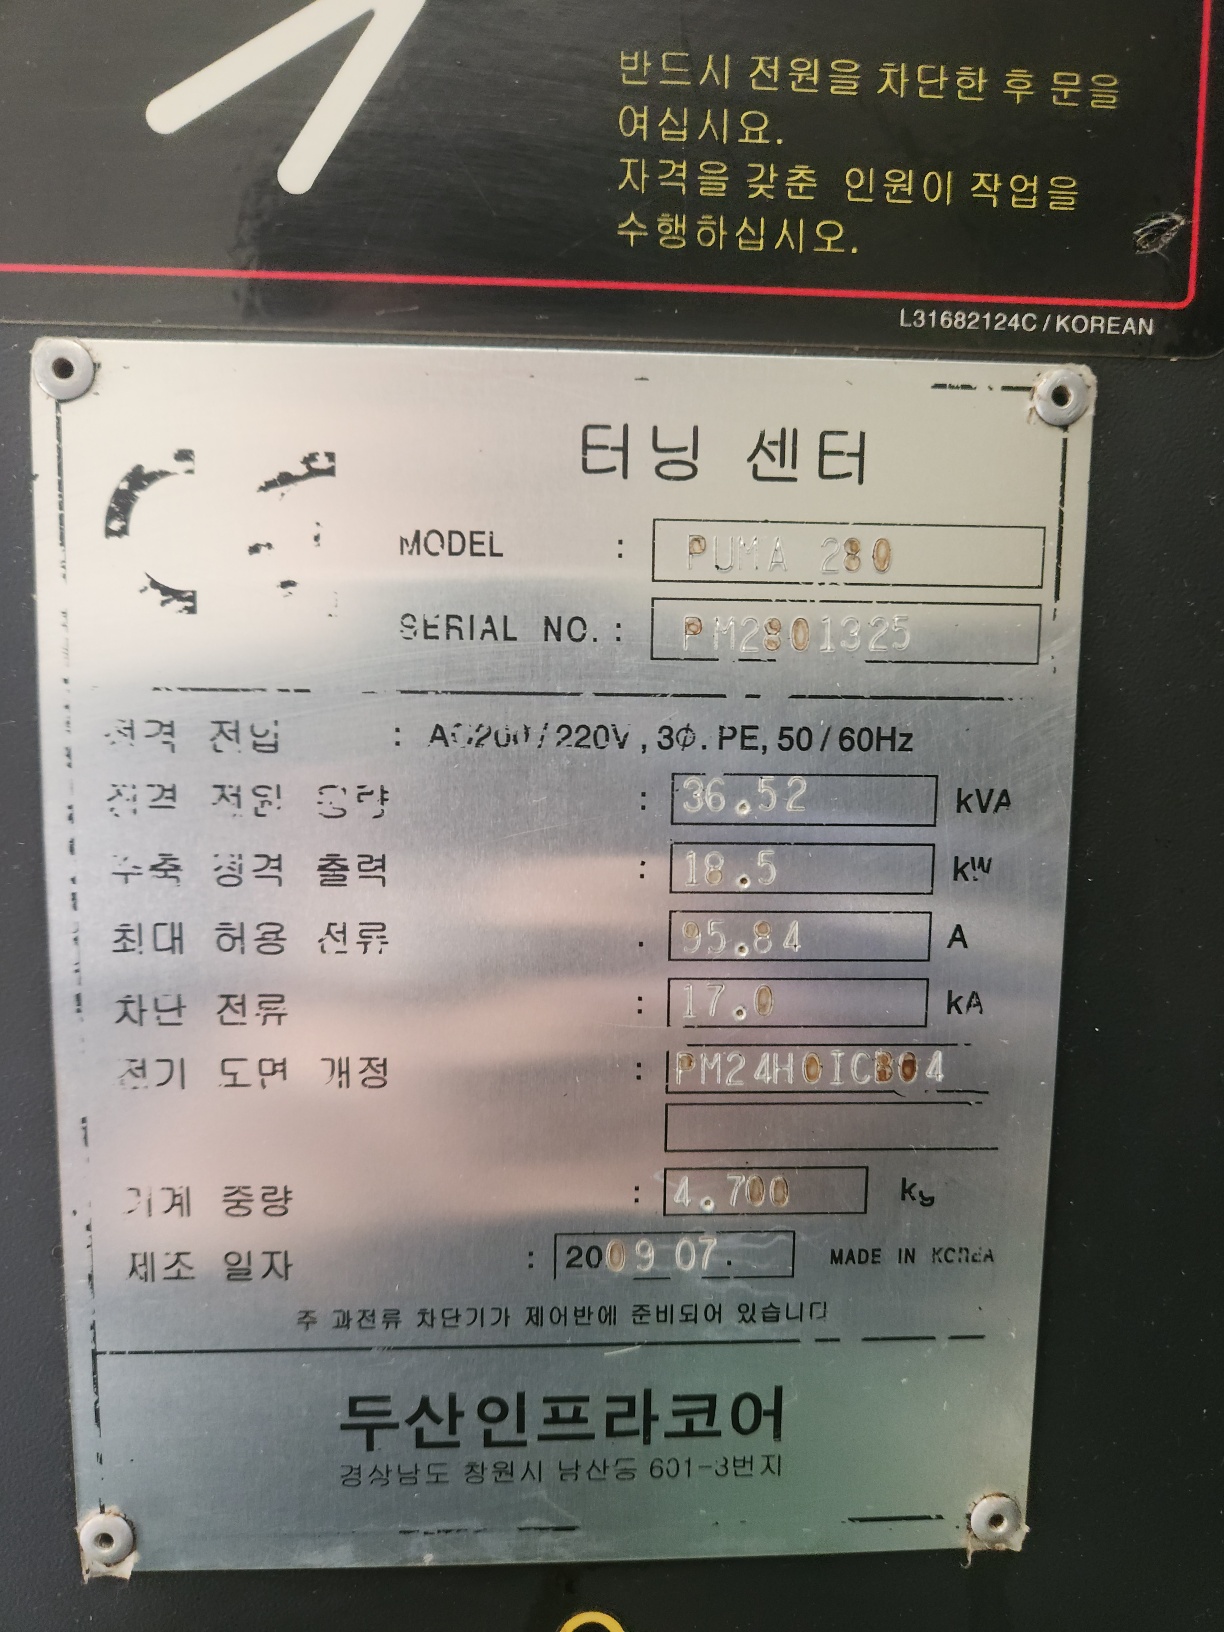 반드시 전원을 차단한 후 문을
여십시요.
자격을 갖춘 인원이 작업을
수행하십시오.
L31682124C / KOREAN
CE
터닝 센터
MODEL : PUMA 280
SERIAL NO. : PM2801325
정격 전압 : AC200 / 220V , 3Φ. PE, 50 / 60Hz
정격 전원 용량 : 36.52 kVA
주축 정격 출력 : 18.5 kW
최대 허용 전류 : 95.84 A
차단 전류 : 17.0 kA
전기 도면 개정 : PM24H0ICB04
기계 중량 : 4.700 kg
제조 일자 : 2009 07. MADE IN KOREA
주 과전류 차단기가 제어반에 준비되어 있습니다
두산인프라코어
경상남도 창원시 남산동 601-3번지